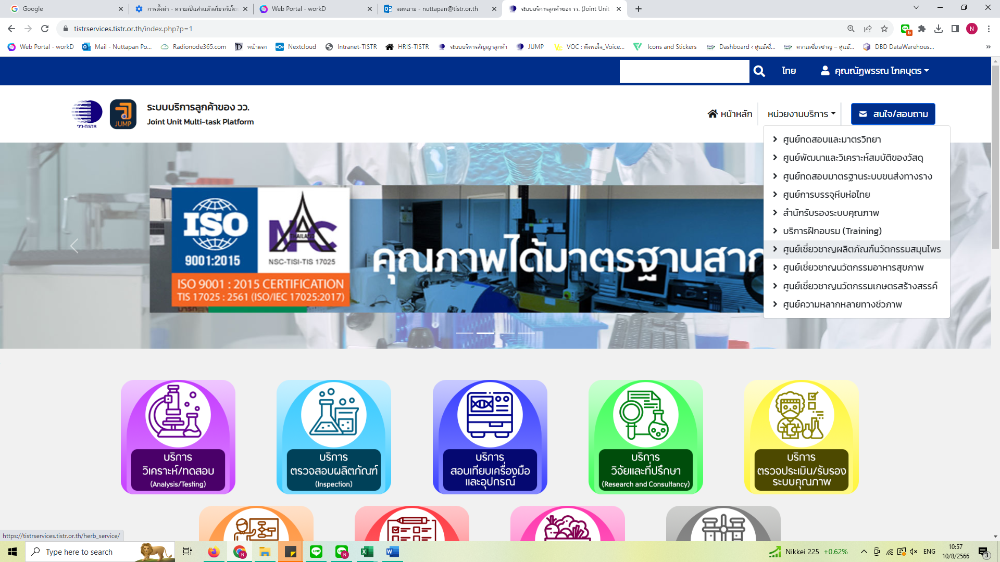 Google
การตั้งค่า - ความเป็นส่วนตัวเกี่ยวกับโฆษ
Web Portal - workD
จดหมาย - nuttapan@tistr.or.th
ระบบบริการลูกค้าของ วว. (Joint Unit
tistrservices.tistr.or.th/index.php?p=1
6
N
Web Portal - workD
Mail - Nuttapan Po...
Radionode365.com
หน้าแรก
Nextcloud
Intranet-TISTR
HRIS-TISTR
ระบบบริหารสัญญาลูกค้า
JUMP
VOC : พึงพอใจ_Voice...
Icons and Stickers
Dashboard ‹ ศูนย์เชี่...
ความเชี่ยวชาญ – ศูนย์...
DBD DataWarehous...
»
ไทย
คุณณัฏพรรณ โภคบุตร
วว-TISTR
JUMP
ระบบบริการลูกค้าของ วว.
Joint Unit Multi-task Platform
หน้าหลัก
หน่วยงานบริการ
สนใจ/สอบถาม
ศูนย์ทดสอบและมาตรวิทยา
ศูนย์พัฒนาและวิเคราะห์สมบัติของวัสดุ
ศูนย์ทดสอบมาตรฐานระบบขนส่งทางราง
ศูนย์การบรรจุหีบห่อไทย
สำนักรับรองระบบคุณภาพ
บริการฝึกอบรม (Training)
ศูนย์เชี่ยวชาญผลิตภัณฑ์นวัตกรรมสมุนไพร
ศูนย์เชี่ยวชาญนวัตกรรมอาหารสุขภาพ
ศูนย์เชี่ยวชาญนวัตกรรมเกษตรสร้างสรรค์
ศูนย์ความหลากหลายทางชีวภาพ
ISO
9001:2015
NAC
THAILAND
NSC-TISI-TIS 17025
ISO 9001 : 2015 CERTIFICATION
TIS 17025 : 2561 (ISO/IEC 17025:2017)
คุณภาพได้มาตรฐานสาก
บริการ
วิเคราะห์/ทดสอบ
(Analysis/Testing)
บริการ
ตรวจสอบผลิตภัณฑ์
(Inspection)
บริการ
สอบเทียบเครื่องมือ
และอุปกรณ์
บริการ
วิจัยและที่ปรึกษา
(Research and Consultancy)
บริการ
ตรวจประเมิน/รับรอง
ระบบคุณภาพ
https://tistrservices.tistr.or.th/herb_service/
Type here to search
Nikkei 225 +0.62%
ENG
10:57
10/8/2566
3